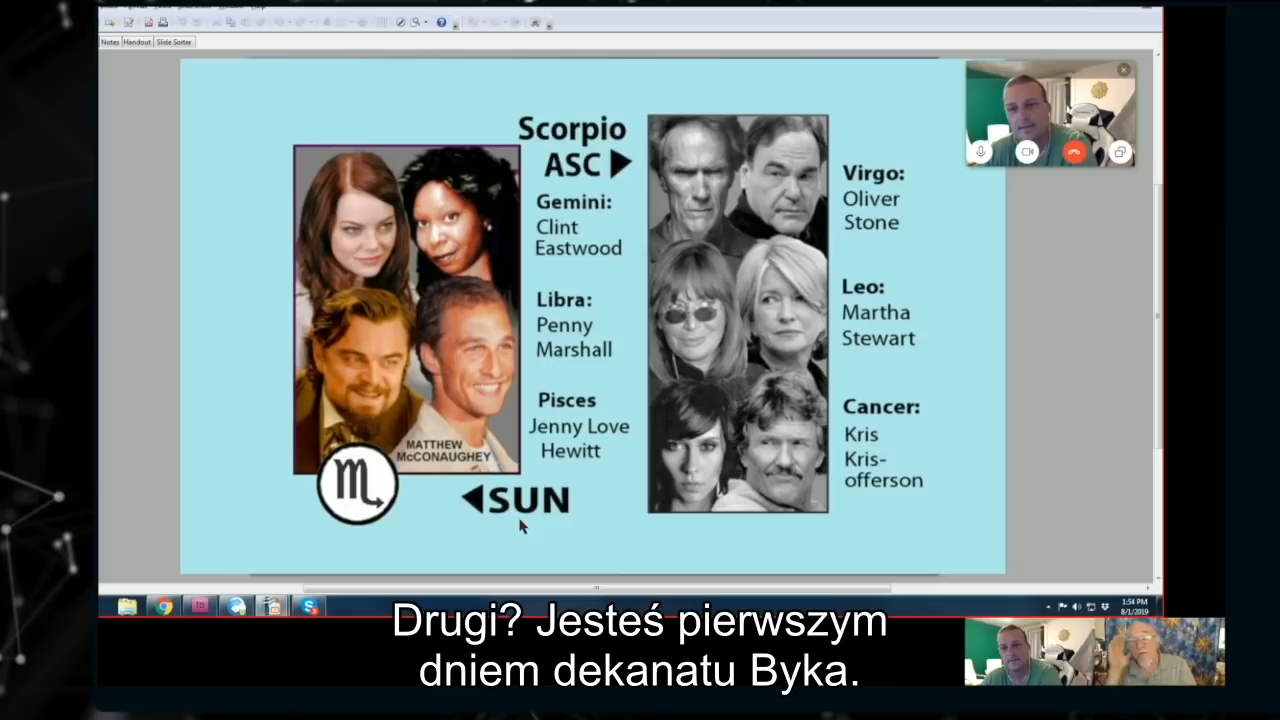 Notes Handout Slide Sorter
Scorpio
ASC
Gemini:
Clint
Eastwood
Libra:
Penny
Marshall
Pisces
Jenny Love
Hewitt
SUN
MATTHEW
McCONAUGHEY
Virgo:
Oliver
Stone
Leo:
Martha
Stewart
Cancer:
Kris
Kris-
offerson
1:54 PM
8/1/2019
Drugi? Jesteś pierwszym
dniem dekanatu Byka.